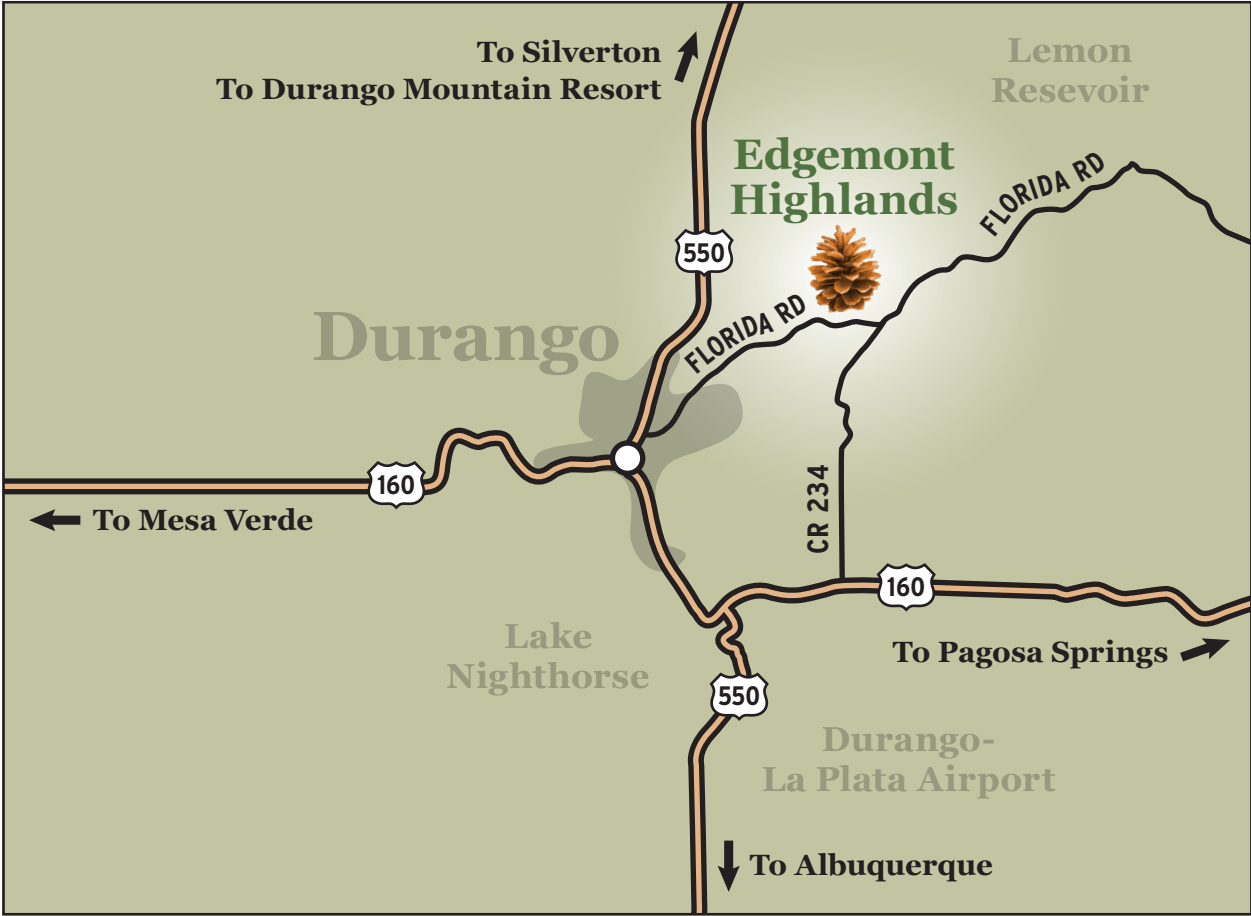 To Silverton
To Durango Mountain Resort
Lemon
Resevoir
Edgemont
Highlands
FLORIDA RD
550
FLORIDA RD
Durango
160
To Mesa Verde
CR 234
160
Lake
Nighthorse
To Pagosa Springs
550
Durango-
La Plata Airport
To Albuquerque